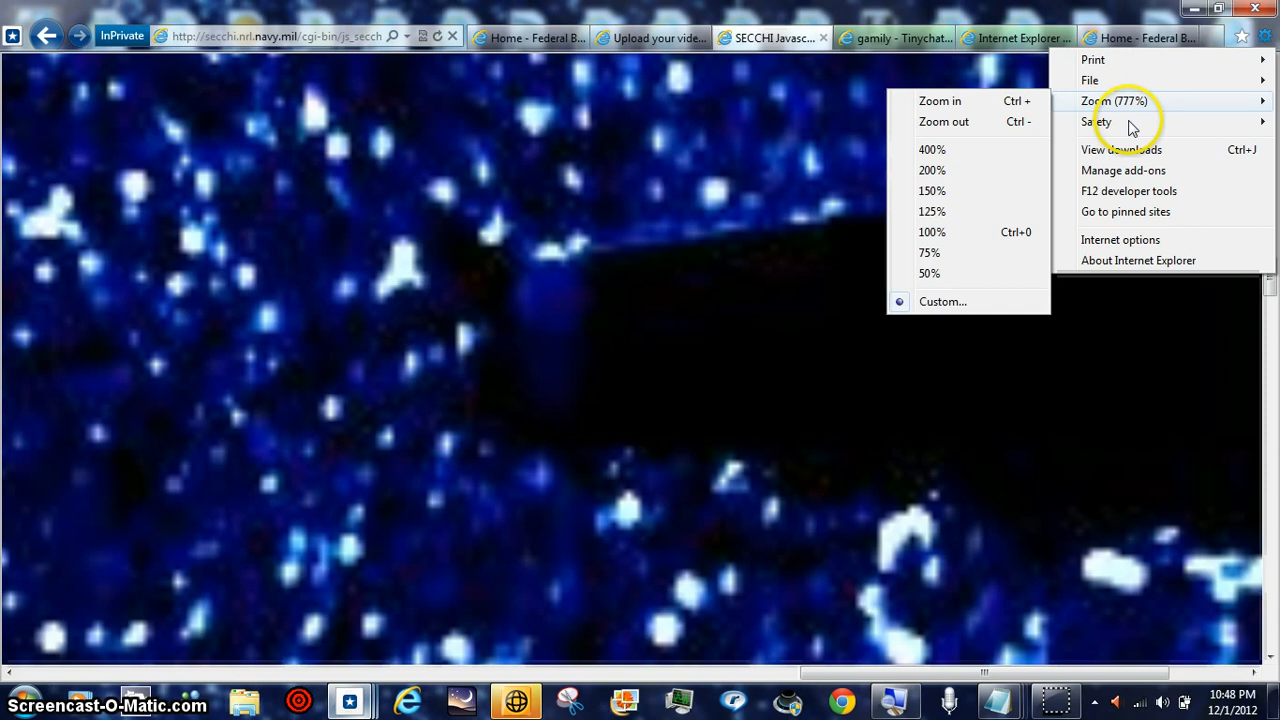 InPrivate
http://secchi.nrl.navy.mil/cgi-bin/js_secch
Home - Federal B...
Upload your vide...
SECCHI Javasc...
gamily - Tinychat...
Internet Explorer ...
Home - Federal B...
Print
File
Zoom (777%)
Safety
View downloads Ctrl+J
Manage add-ons
F12 developer tools
Go to pinned sites
Internet options
About Internet Explorer
Zoom in Ctrl +
Zoom out Ctrl -
400%
200%
150%
125%
100% Ctrl+0
75%
50%
Custom...
Screencast-O-Matic.com
10:48 PM
12/1/2012